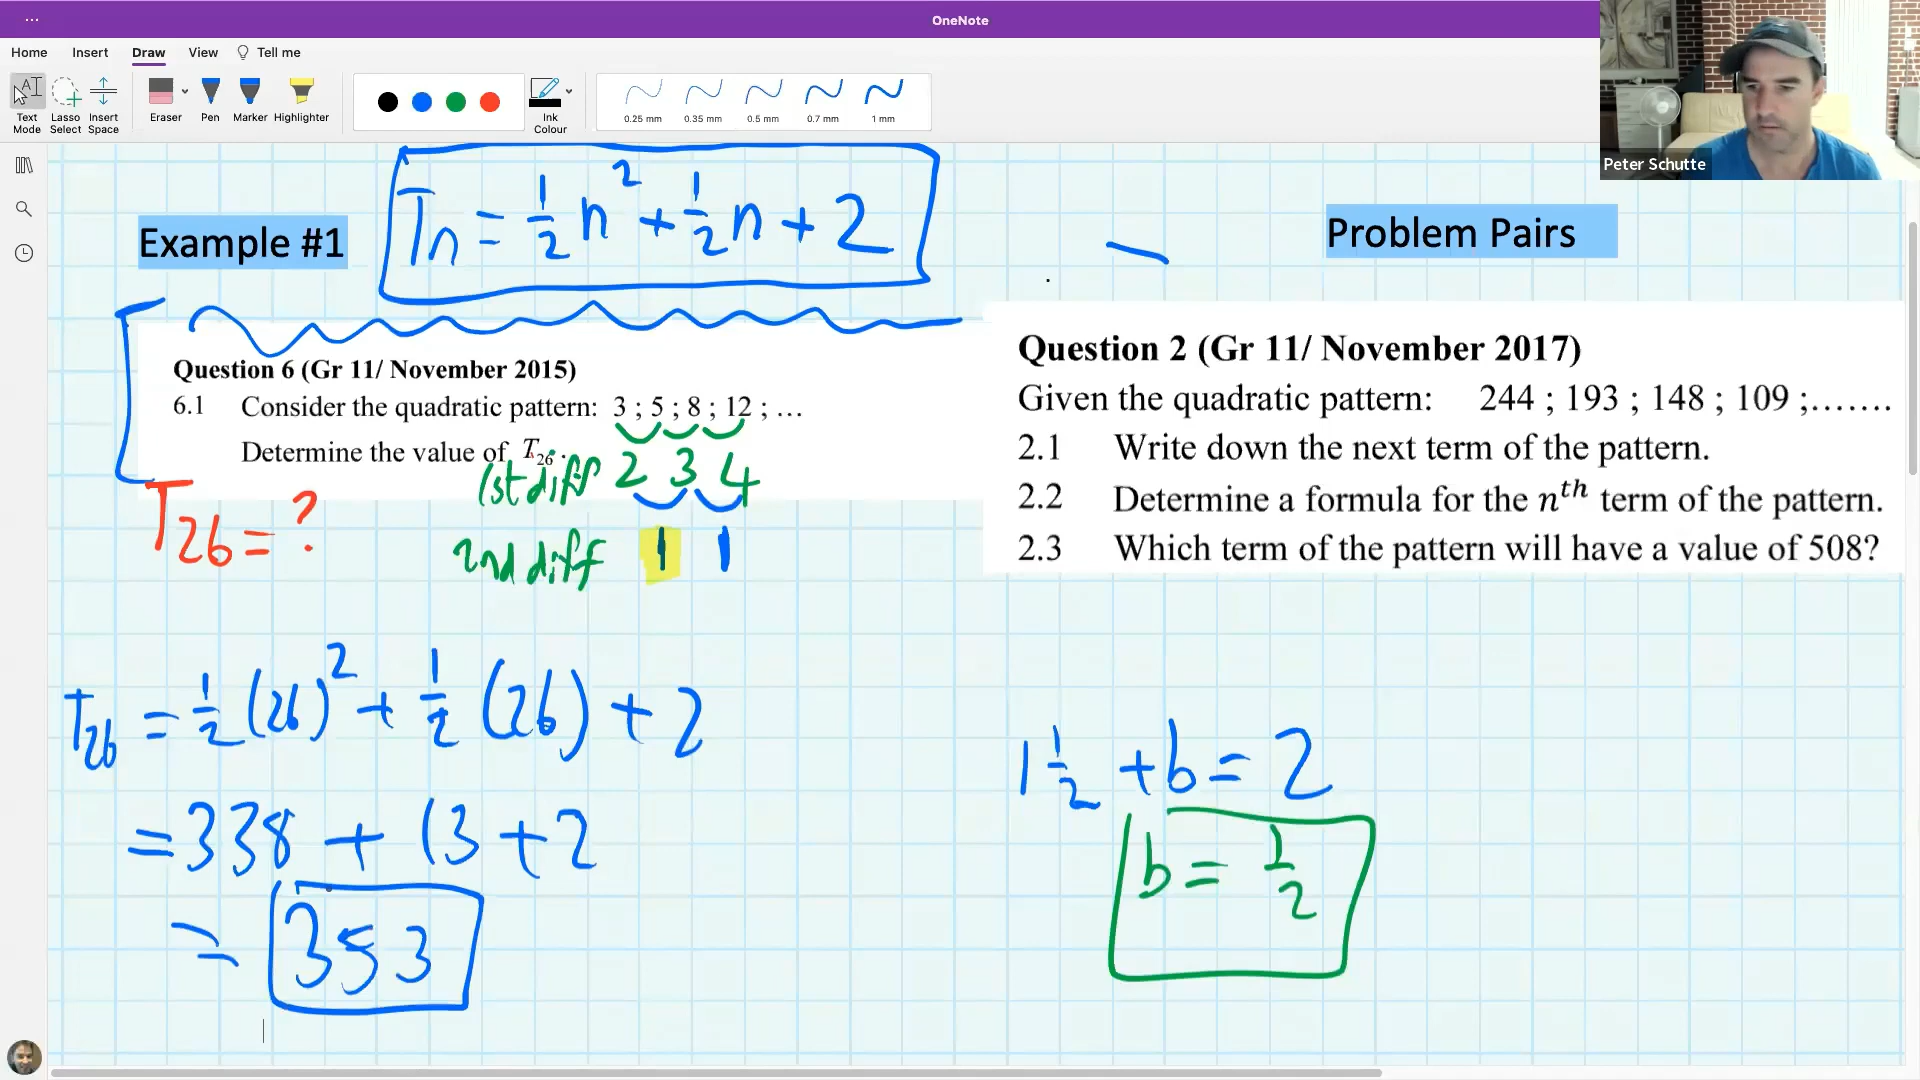 OneNote
Home Insert Draw View Tell me
Text Mode
Lasso Select
Insert Space
Eraser
Pen
Marker
Highlighter
Ink Colour
0.25 mm
0.35 mm
0.5 mm
0.7 mm
1 mm
Peter Schutte
Tn = 1/2 n² + 1/2 n + 2
Example #1
Question 6 (Gr 11/ November 2015)
6.1 Consider the quadratic pattern: 3 ; 5 ; 8 ; 12 ; …
Determine the value of T₂₆.
1st diff 2 3 4
T₂₆ = ?
2nd diff 1 1
T₂₆ = 1/2 (26)² + 1/2 (26) + 2
= 338 + 13 + 2
= 353
Problem Pairs
Question 2 (Gr 11/ November 2017)
Given the quadratic pattern: 244 ; 193 ; 148 ; 109 ;…….
2.1 Write down the next term of the pattern.
2.2 Determine a formula for the nᵗʰ term of the pattern.
2.3 Which term of the pattern will have a value of 508?
1 1/2 + b = 2
b = 1/2